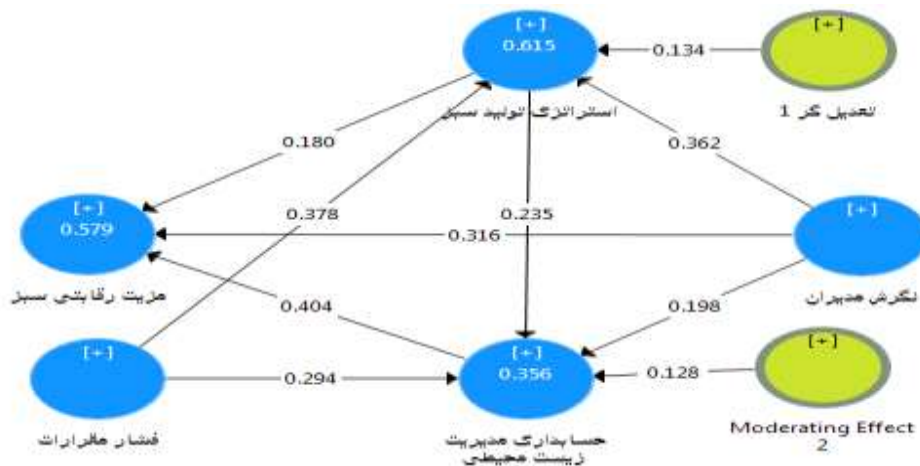 [+]
0.615
[+]
0.134
استراتژی تولید سبز
تعدیل گر 1
0.180
0.362
[+]
0.579
0.378
0.235
[+]
0.316
مزیت رقابتی سبز
نگرش مدیران
0.404
0.198
[+]
[+]
0.356
[+]
0.294
0.128
فشار مقرارات
حسابداری مدیریت
زیست محیطی
Moderating Effect
2